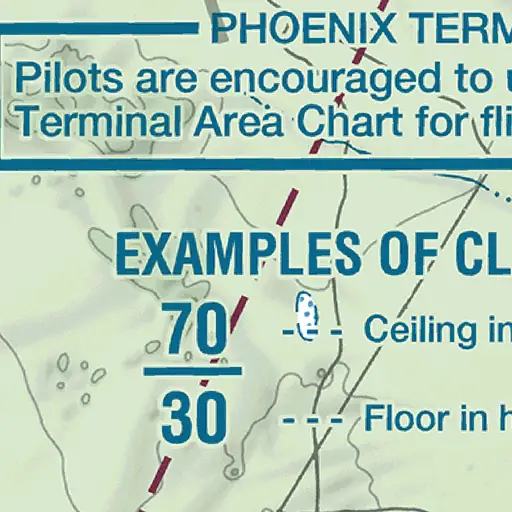 PHOENIX TERM
Pilots are encouraged to
Terminal Area Chart for fli
EXAMPLES OF CL
70 --- Ceiling in
30 --- Floor in h